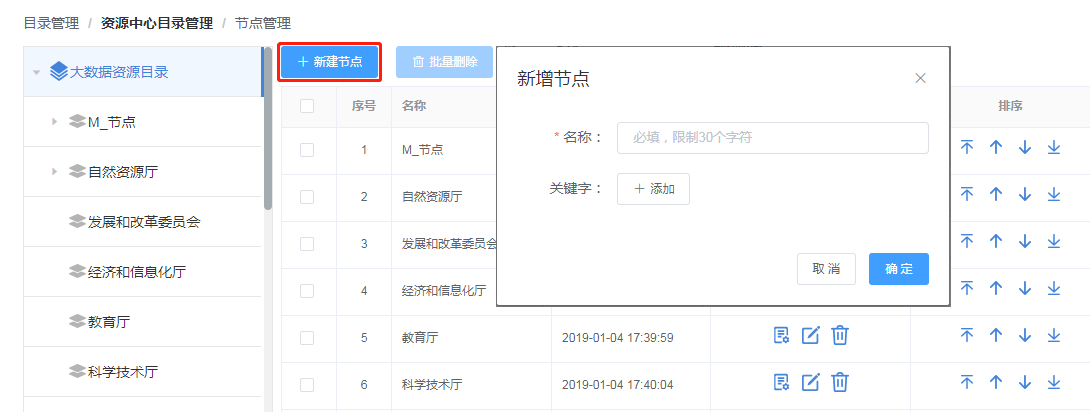 目录管理 / 资源中心目录管理 / 节点管理
大数据资源目录
M_节点
自然资源厅
发展和改革委员会
经济和信息化厅
教育厅
科学技术厅
新建节点 批量删除
序号 名称 排序
1 M_节点
2 自然资源厅
3 发展和改革委员会
4 经济和信息化厅
5 教育厅 2019-01-04 17:39:59
6 科学技术厅 2019-01-04 17:40:04
新增节点
* 名称： 必填，限制30个字符
关键字： 添加
取消 确定